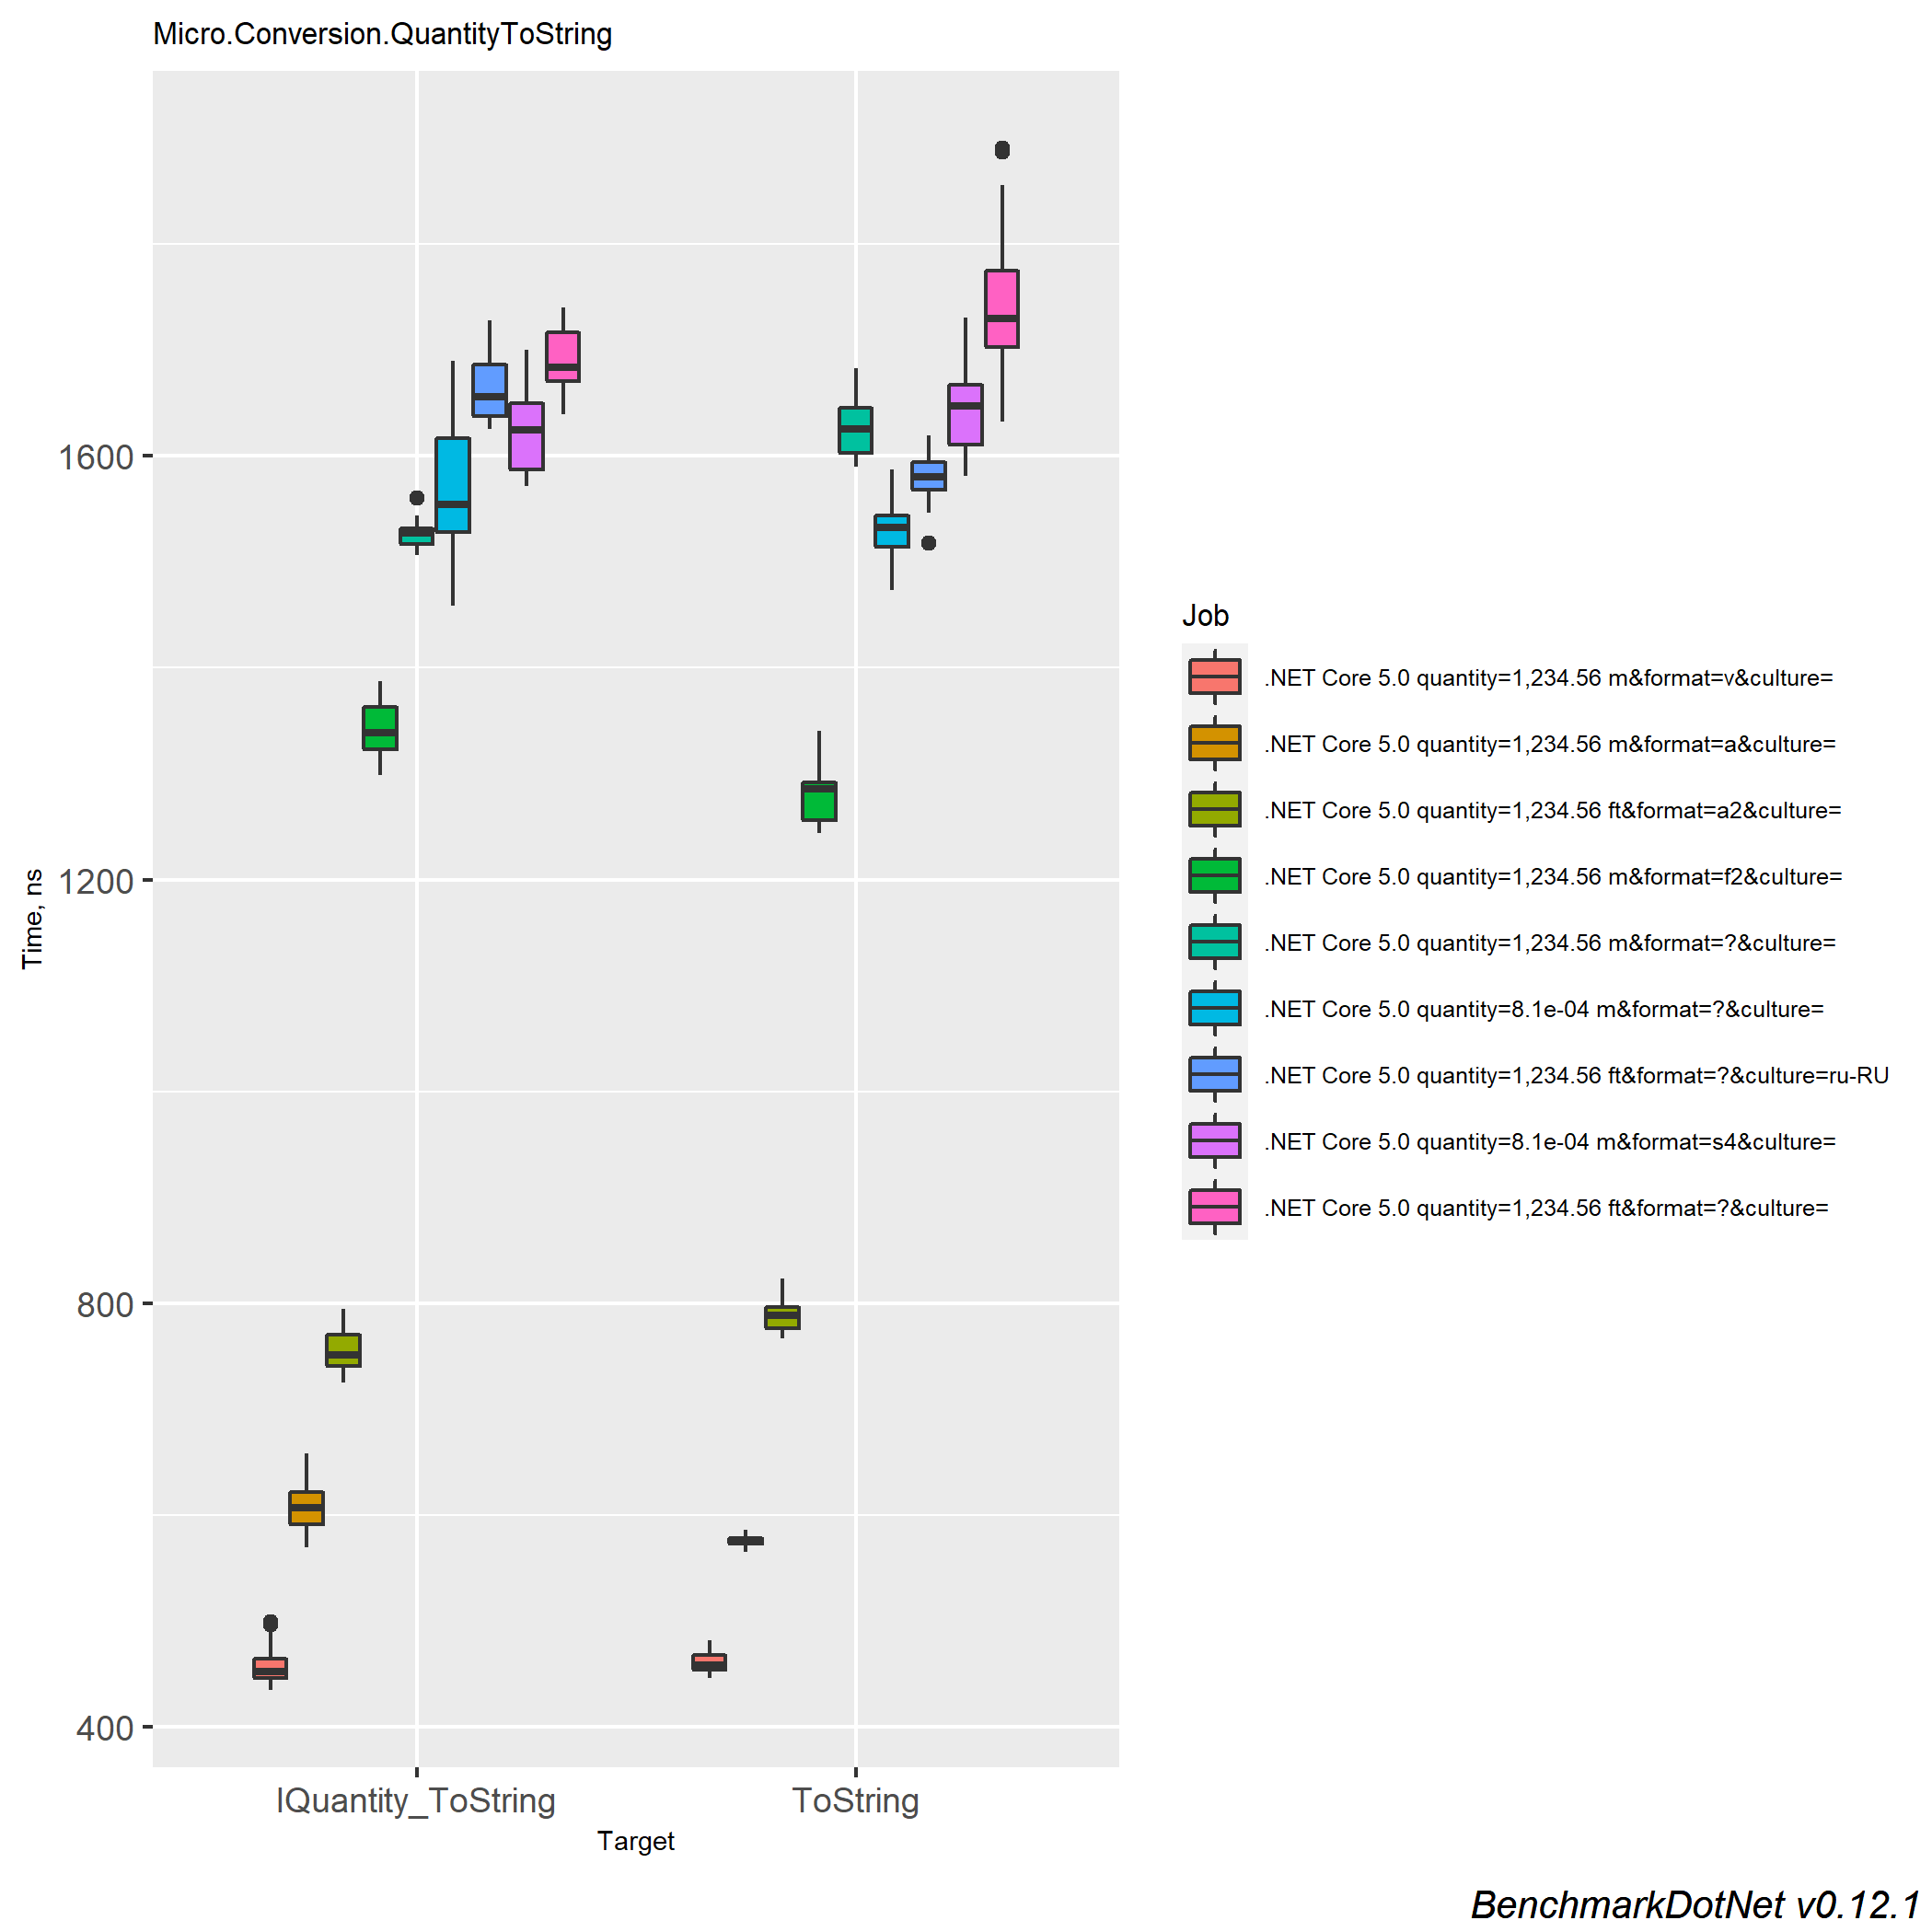 Micro.Conversion.QuantityToString
Time, ns
1600
1200
800
400
IQuantity_ToString
ToString
Target
Job
.NET Core 5.0 quantity=1,234.56 m&format=v&culture=
.NET Core 5.0 quantity=1,234.56 m&format=a&culture=
.NET Core 5.0 quantity=1,234.56 ft&format=a2&culture=
.NET Core 5.0 quantity=1,234.56 m&format=f2&culture=
.NET Core 5.0 quantity=1,234.56 m&format=?&culture=
.NET Core 5.0 quantity=8.1e-04 m&format=?&culture=
.NET Core 5.0 quantity=1,234.56 ft&format=?&culture=ru-RU
.NET Core 5.0 quantity=8.1e-04 m&format=s4&culture=
.NET Core 5.0 quantity=1,234.56 ft&format=?&culture=
BenchmarkDotNet v0.12.1